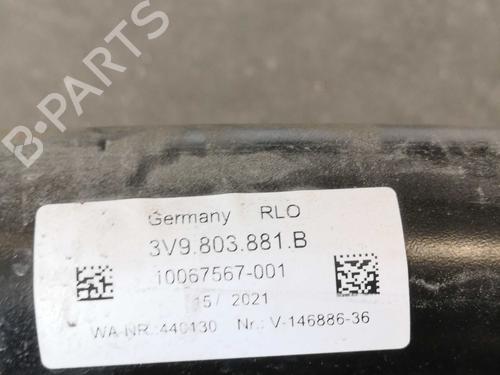 B-PARTS
Germany RLO
3V9.803.881.B
10067567-001
15/ 2021
WA-NR.:440130 Nr.: V-146886-36